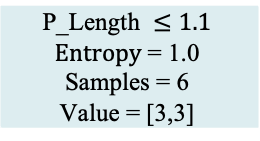 P_Length ≤ 1.1
Entropy = 1.0
Samples = 6
Value = [3,3]